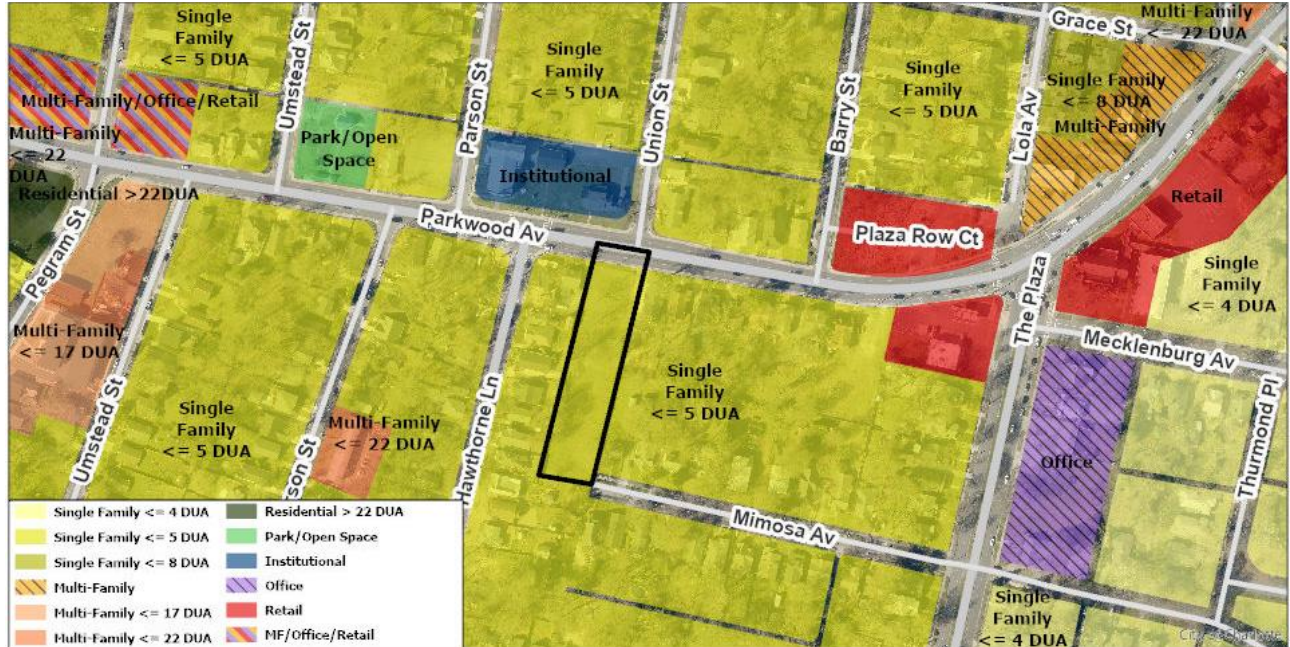 Single
Family
<= 5 DUA
Multi-Family/Office/Retail
Multi-Family
<= 22
DUA
Residential >22DUA
Umstead St
Park/Open
Space
Parson St
Single
Family
<= 5 DUA
Institutional
Union St
Barry St
Single
Family
<= 5 DUA
Lola Av
Grace St
Multi-Family
<= 22 DUA
Single Family
<= 8 DUA
Multi-Family
Retail
Plaza Row Ct
Parkwood Av
The Plaza
Single
Family
<= 4 DUA
Mecklenburg Av
Pegram St
Multi-Family
<= 17 DUA
Umstead St
Single
Family
<= 5 DUA
Multi-Family
<= 22 DUA
rson St
Hawthorne Ln
Single
Family
<= 5 DUA
Office
Thurmond Pl
Mimosa Av
Single
Family
<= 4 DUA
Single Family <= 4 DUA
Single Family <= 5 DUA
Single Family <= 8 DUA
Multi-Family
Multi-Family <= 17 DUA
Multi-Family <= 22 DUA
Residential > 22 DUA
Park/Open Space
Institutional
Office
Retail
MF/Office/Retail
City of Charlotte